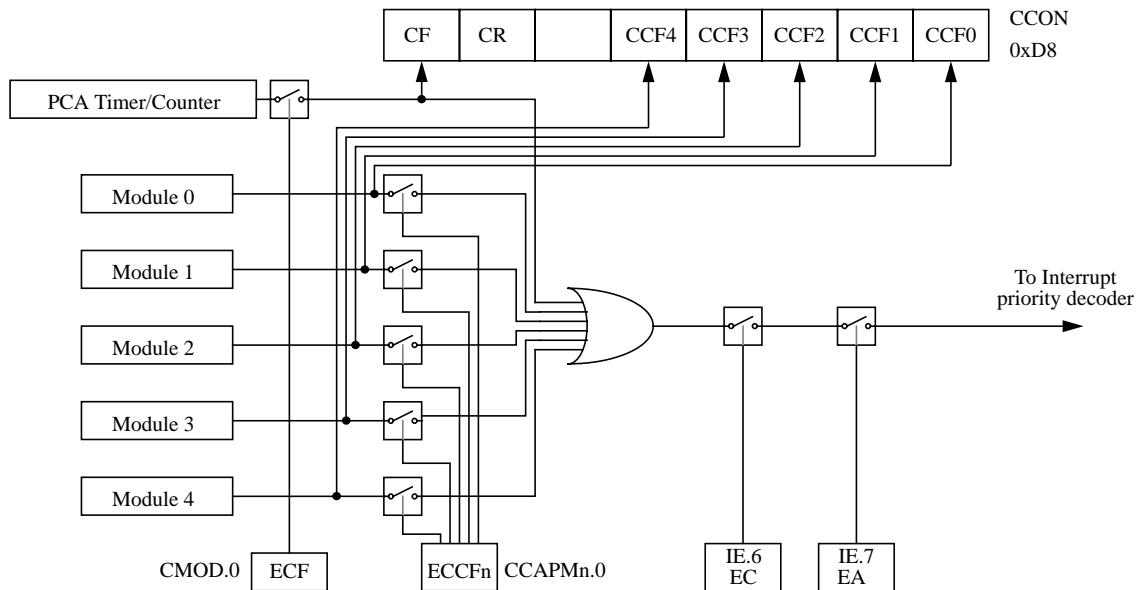 CF CR CCF4 CCF3 CCF2 CCF1 CCF0 CCON
0xD8
PCA Timer/Counter
Module 0
Module 1
Module 2
Module 3
Module 4
To Interrupt
priority decoder
CMOD.0 ECF
ECCFn CCAPMn.0
IE.6
EC
IE.7
EA